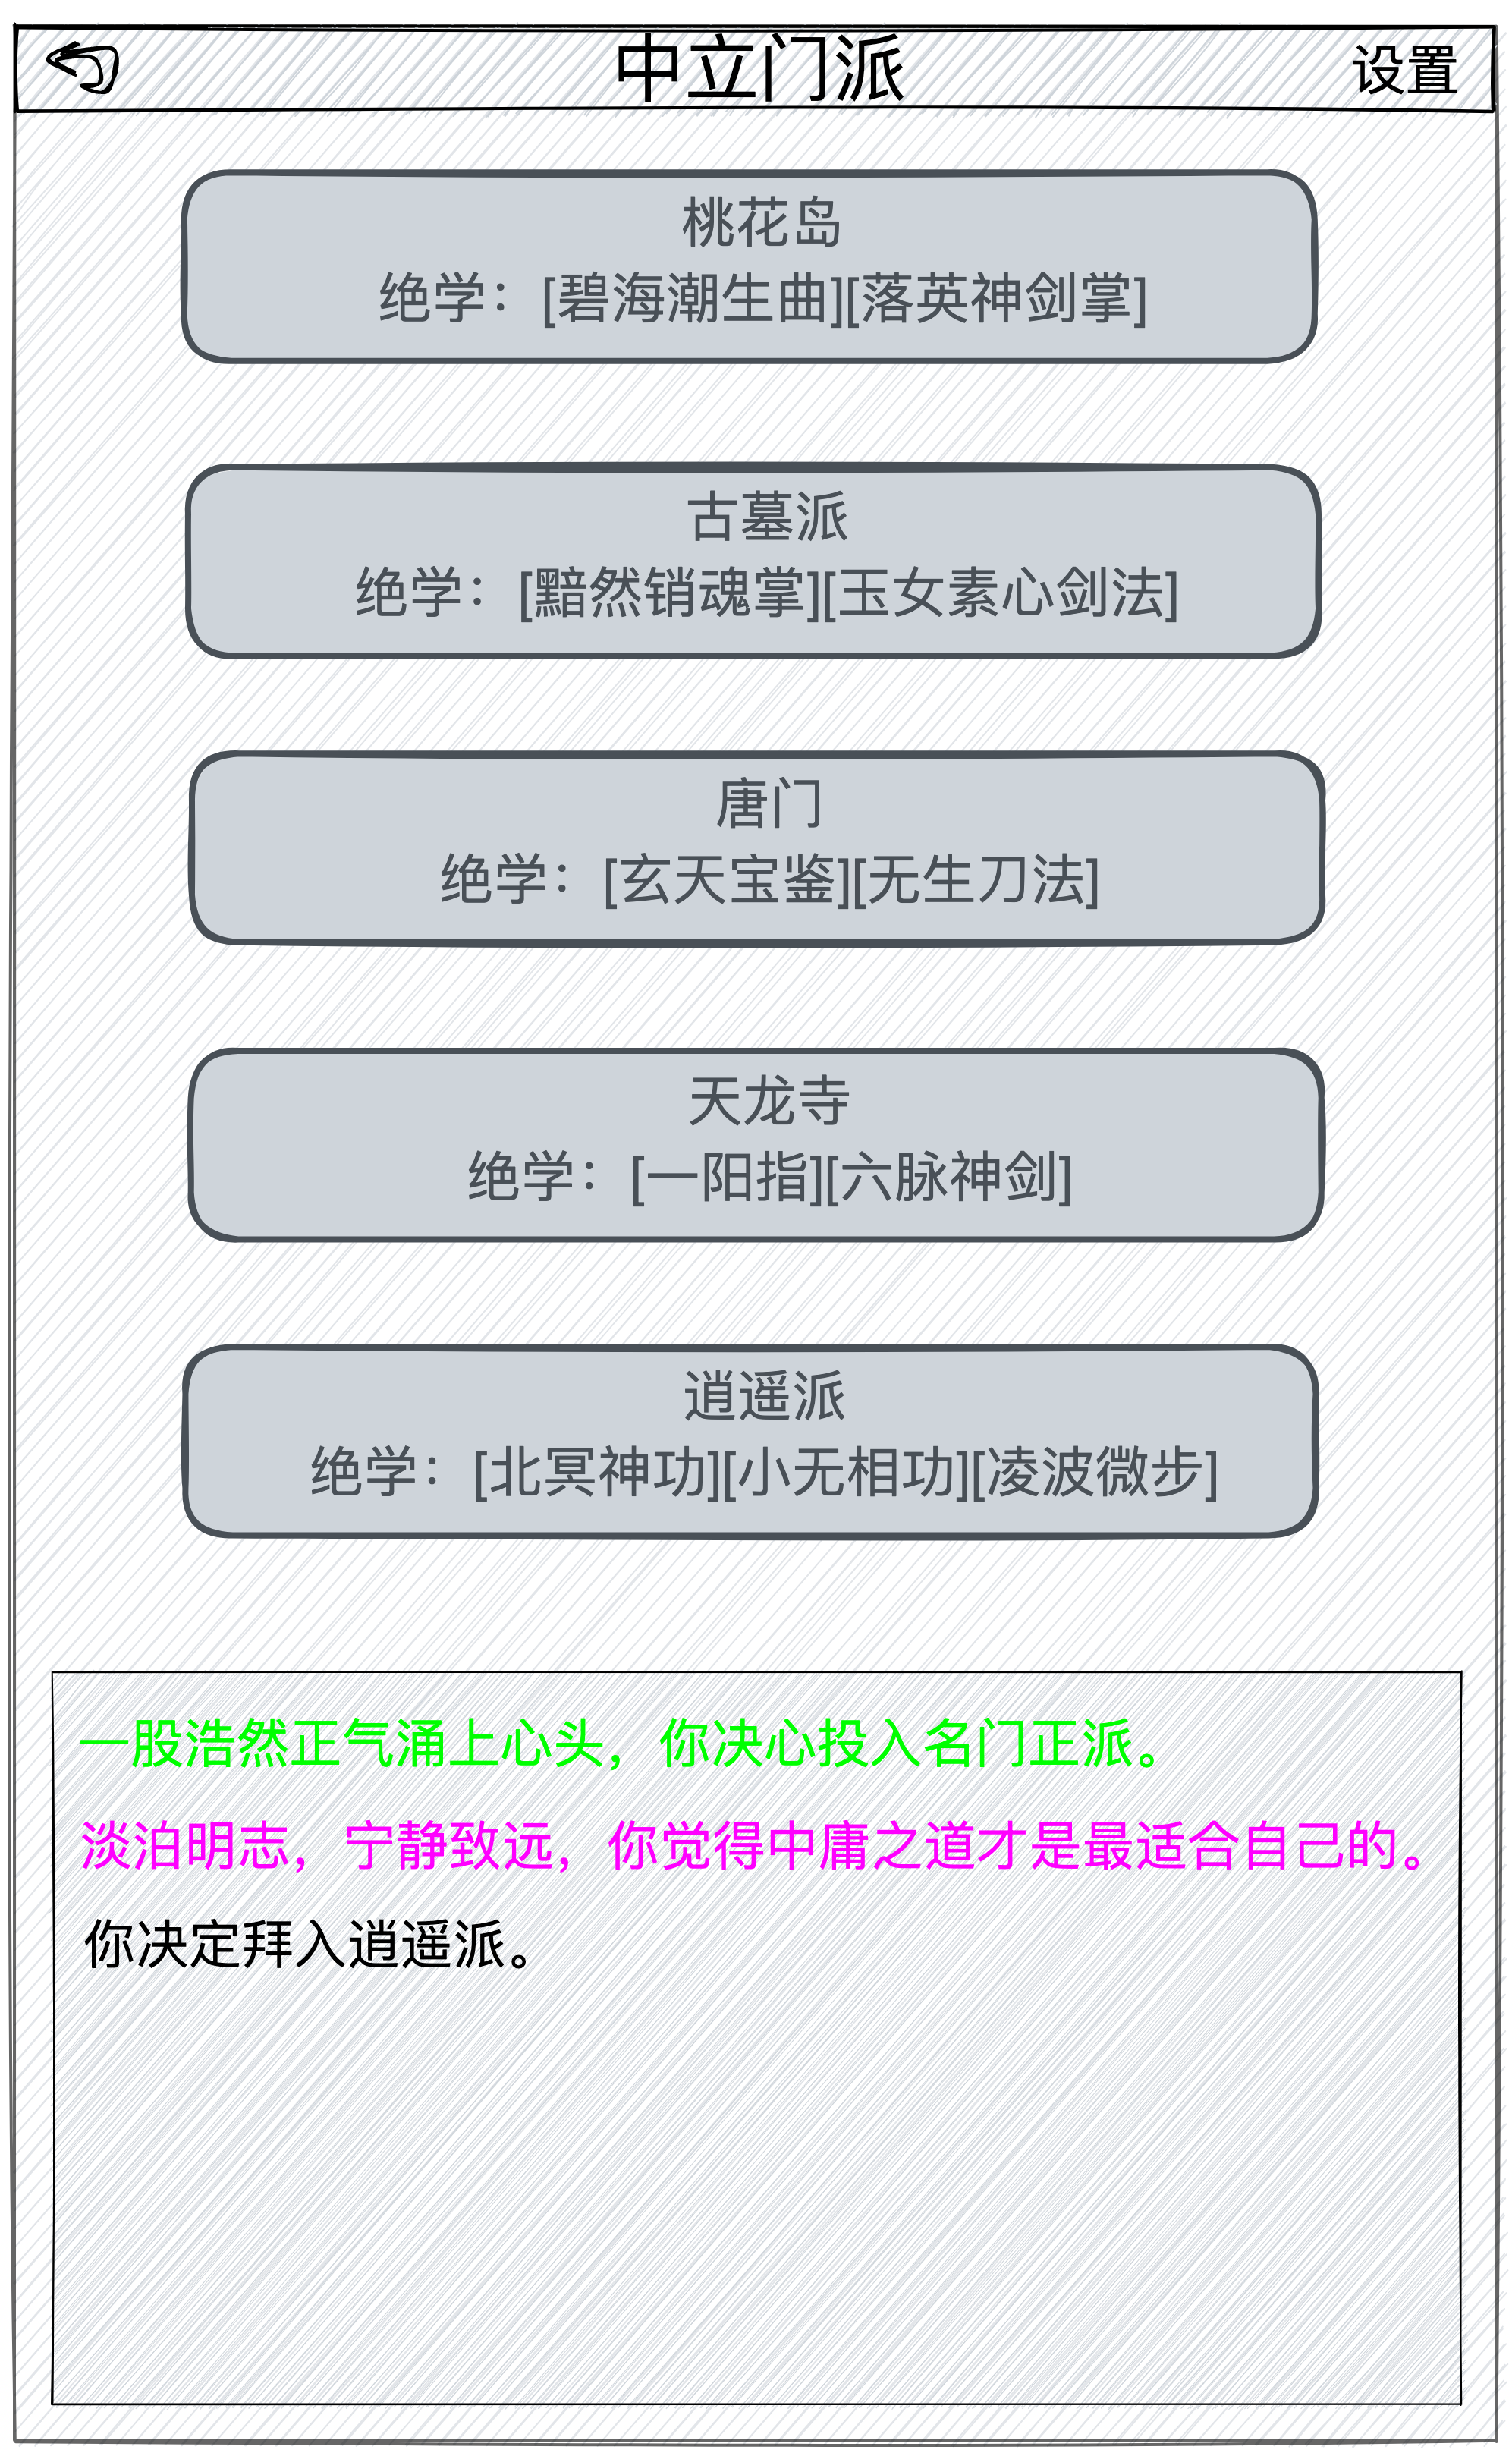 中立门派
设置
桃花岛
绝学：[碧海潮生曲][落英神剑掌]
古墓派
绝学：[黯然销魂掌][玉女素心剑法]
唐门
绝学：[玄天宝鉴][无生刀法]
天龙寺
绝学：[一阳指][六脉神剑]
逍遥派
绝学：[北冥神功][小无相功][凌波微步]
一股浩然正气涌上心头，你决心投入名门正派。
淡泊明志，宁静致远，你觉得中庸之道才是最适合自己的。
你决定拜入逍遥派。